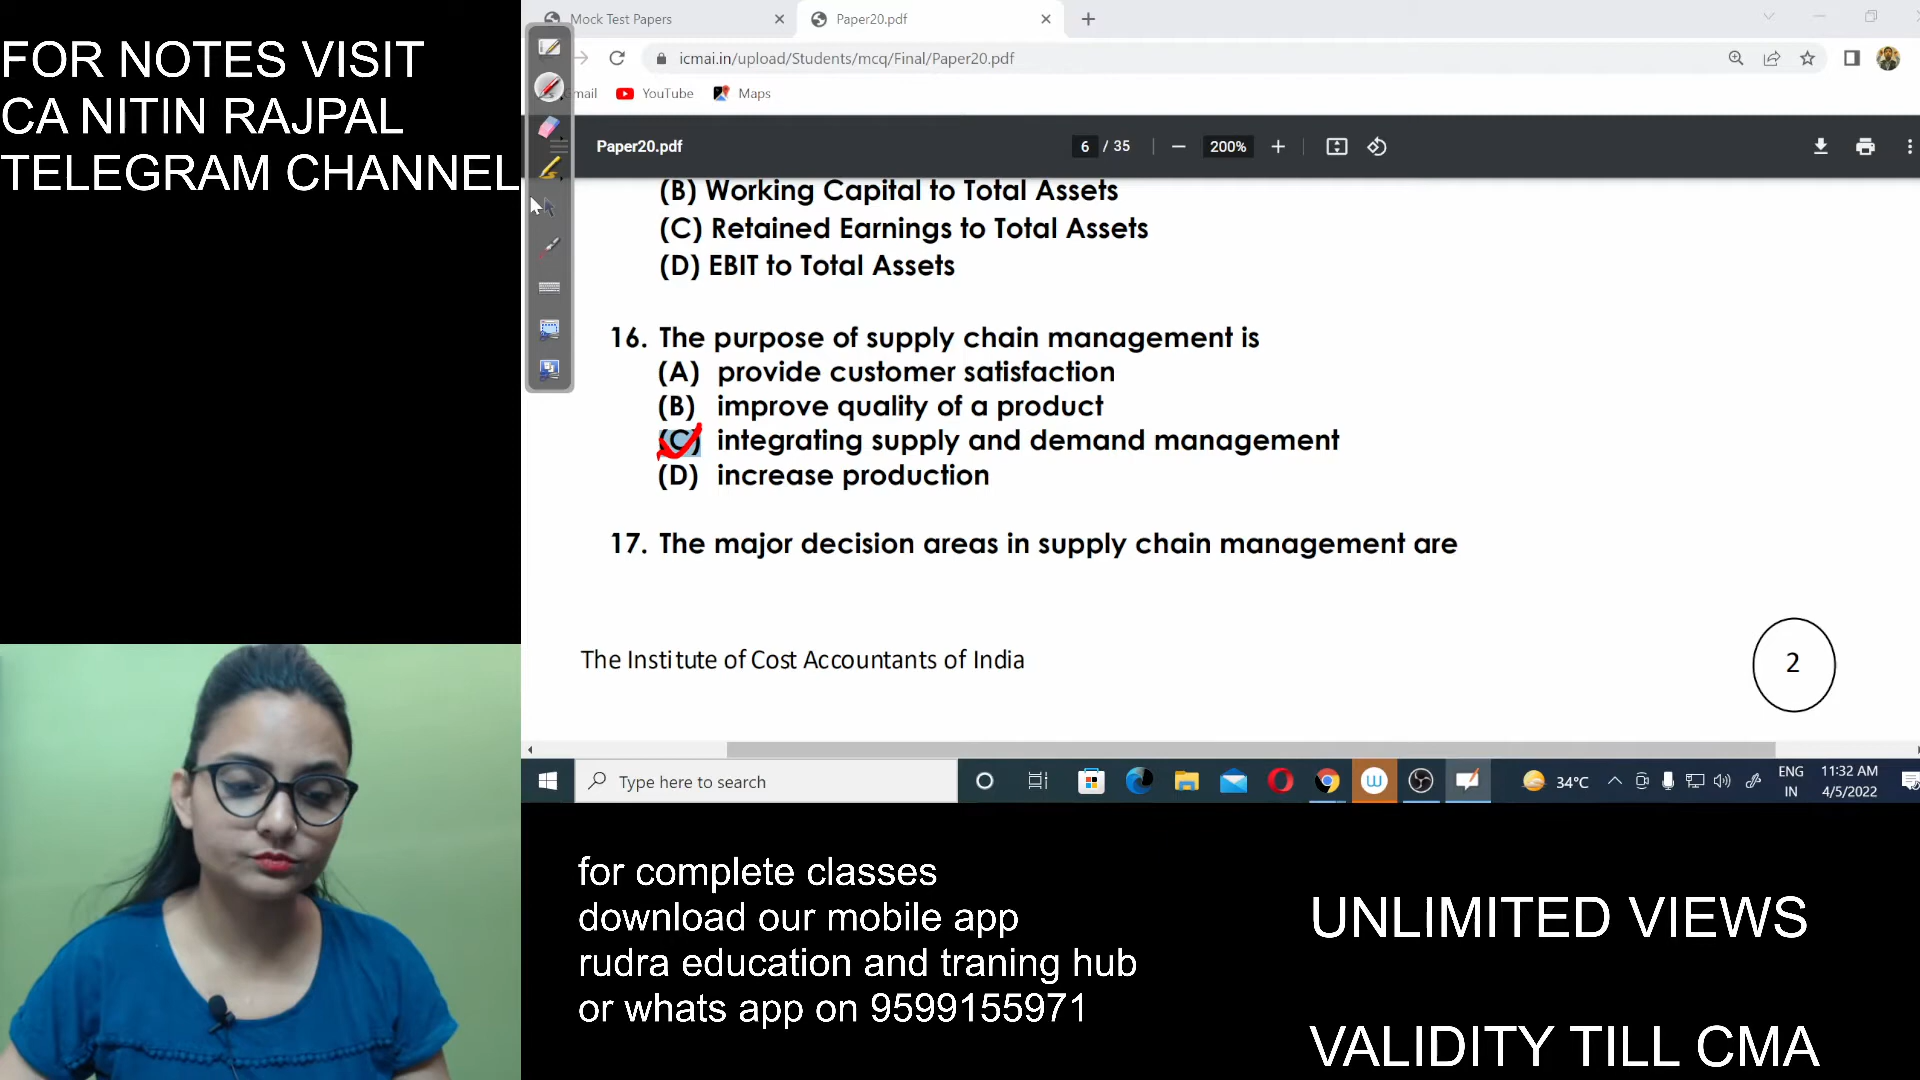 FOR NOTES VISIT
CA NITIN RAJPAL
TELEGRAM CHANNEL
Mock Test Papers
Paper20.pdf
icmai.in/upload/Students/mcq/Final/Paper20.pdf
YouTube
Maps
Paper20.pdf
6 / 35
200%
(B) Working Capital to Total Assets
(C) Retained Earnings to Total Assets
(D) EBIT to Total Assets
16. The purpose of supply chain management is
(A) provide customer satisfaction
(B) improve quality of a product
(C) integrating supply and demand management
(D) increase production
17. The major decision areas in supply chain management are
The Institute of Cost Accountants of India
2
Type here to search
34°C
ENG
IN
11:32 AM
4/5/2022
for complete classes
download our mobile app
rudra education and traning hub
or whats app on 9599155971
UNLIMITED VIEWS
VALIDITY TILL CMA